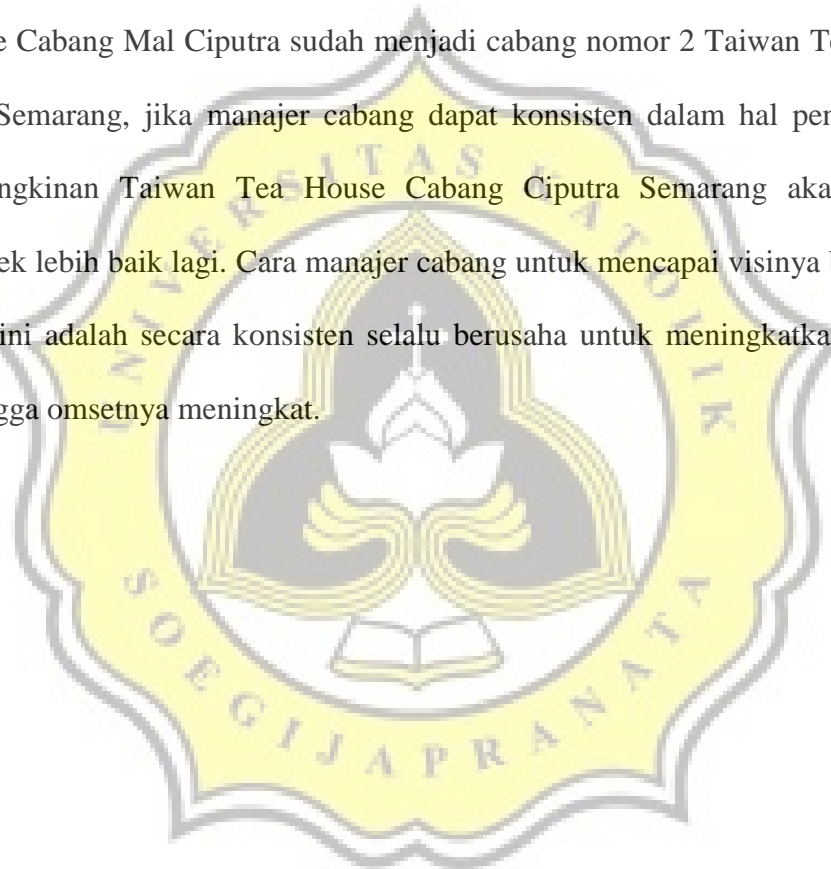 e Cabang Mal Ciputra sudah menjadi cabang nomor 2 Taiwan Te
Semarang, jika manajer cabang dapat konsisten dalam hal per
ngkinan Taiwan Tea House Cabang Ciputra Semarang aka
ek lebih baik lagi. Cara manajer cabang untuk mencapai visinya b
ini adalah secara konsisten selalu berusaha untuk meningkatka
gga omsetnya meningkat.
UNIVERSITAS KATOLIK
SOEGIJAPRANATA